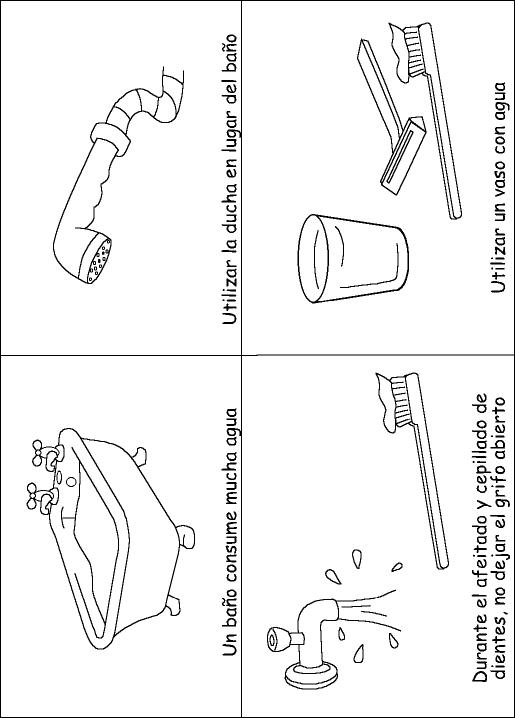 Un baño consume mucha agua
Utilizar la ducha en lugar del baño
Durante el afeitado y cepillado de
dientes, no dejar el grifo abierto
Utilizar un vaso con agua